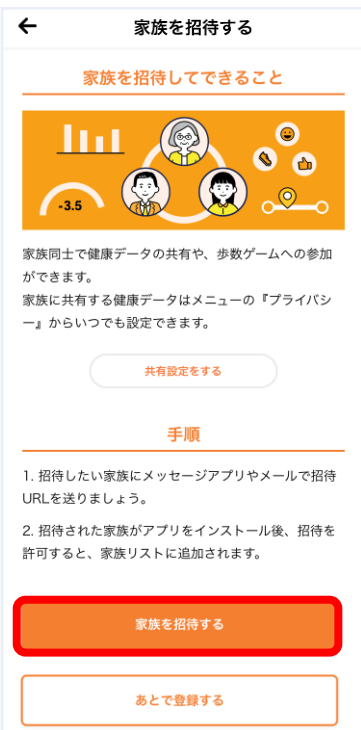 家族を招待する
家族を招待してできること
-3.5
家族同士で健康データの共有や、歩数ゲームへの参加
ができます。
家族に共有する健康データはメニューの『プライバシ
ー』からいつでも設定できます。
共有設定をする
手順
1. 招待したい家族にメッセージアプリやメールで招待
URLを送りましょう。
2. 招待された家族がアプリをインストール後、招待を
許可すると、家族リストに追加されます。
家族を招待する
あとで登録する